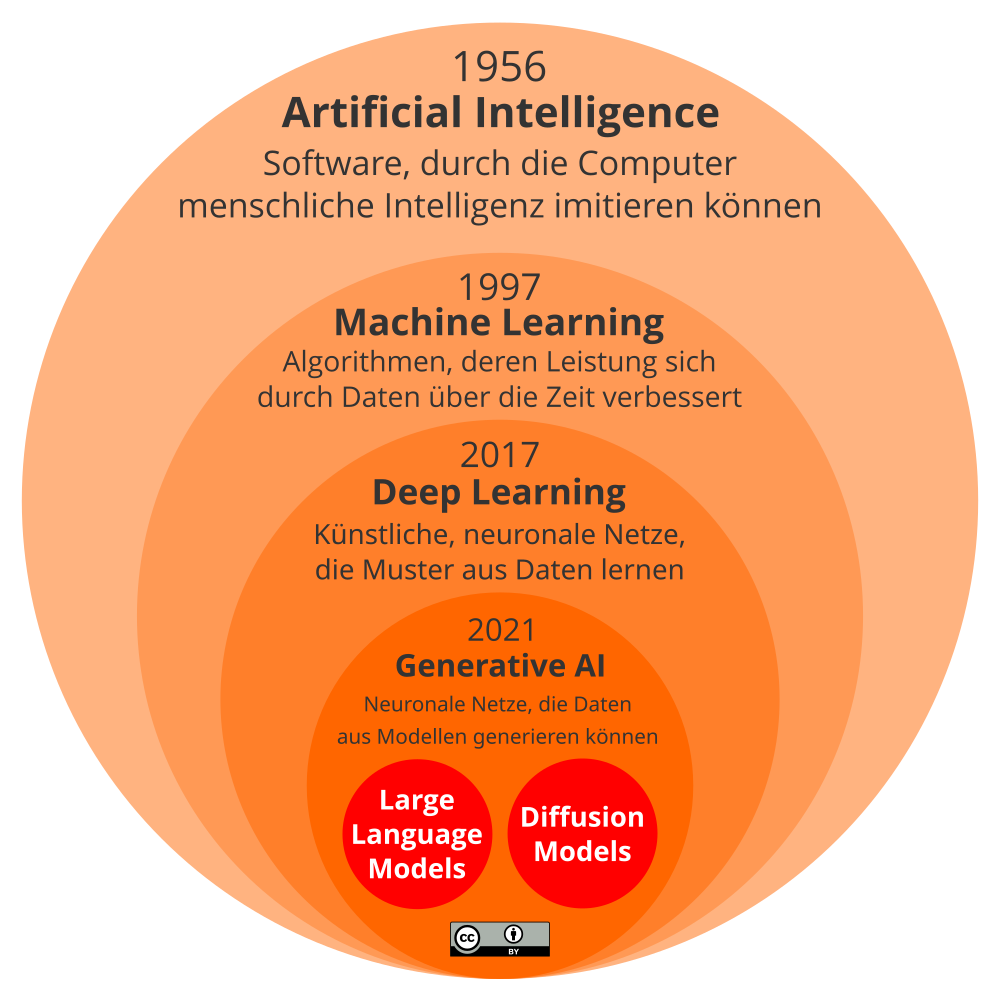 1956
Artificial Intelligence
Software, durch die Computer
menschliche Intelligenz imitieren können
1997
Machine Learning
Algorithmen, deren Leistung sich
durch Daten über die Zeit verbessert
2017
Deep Learning
Künstliche, neuronale Netze,
die Muster aus Daten lernen
2021
Generative AI
Neuronale Netze, die Daten
aus Modellen generieren können
Large
Language
Models
Diffusion
Models
cc
BY